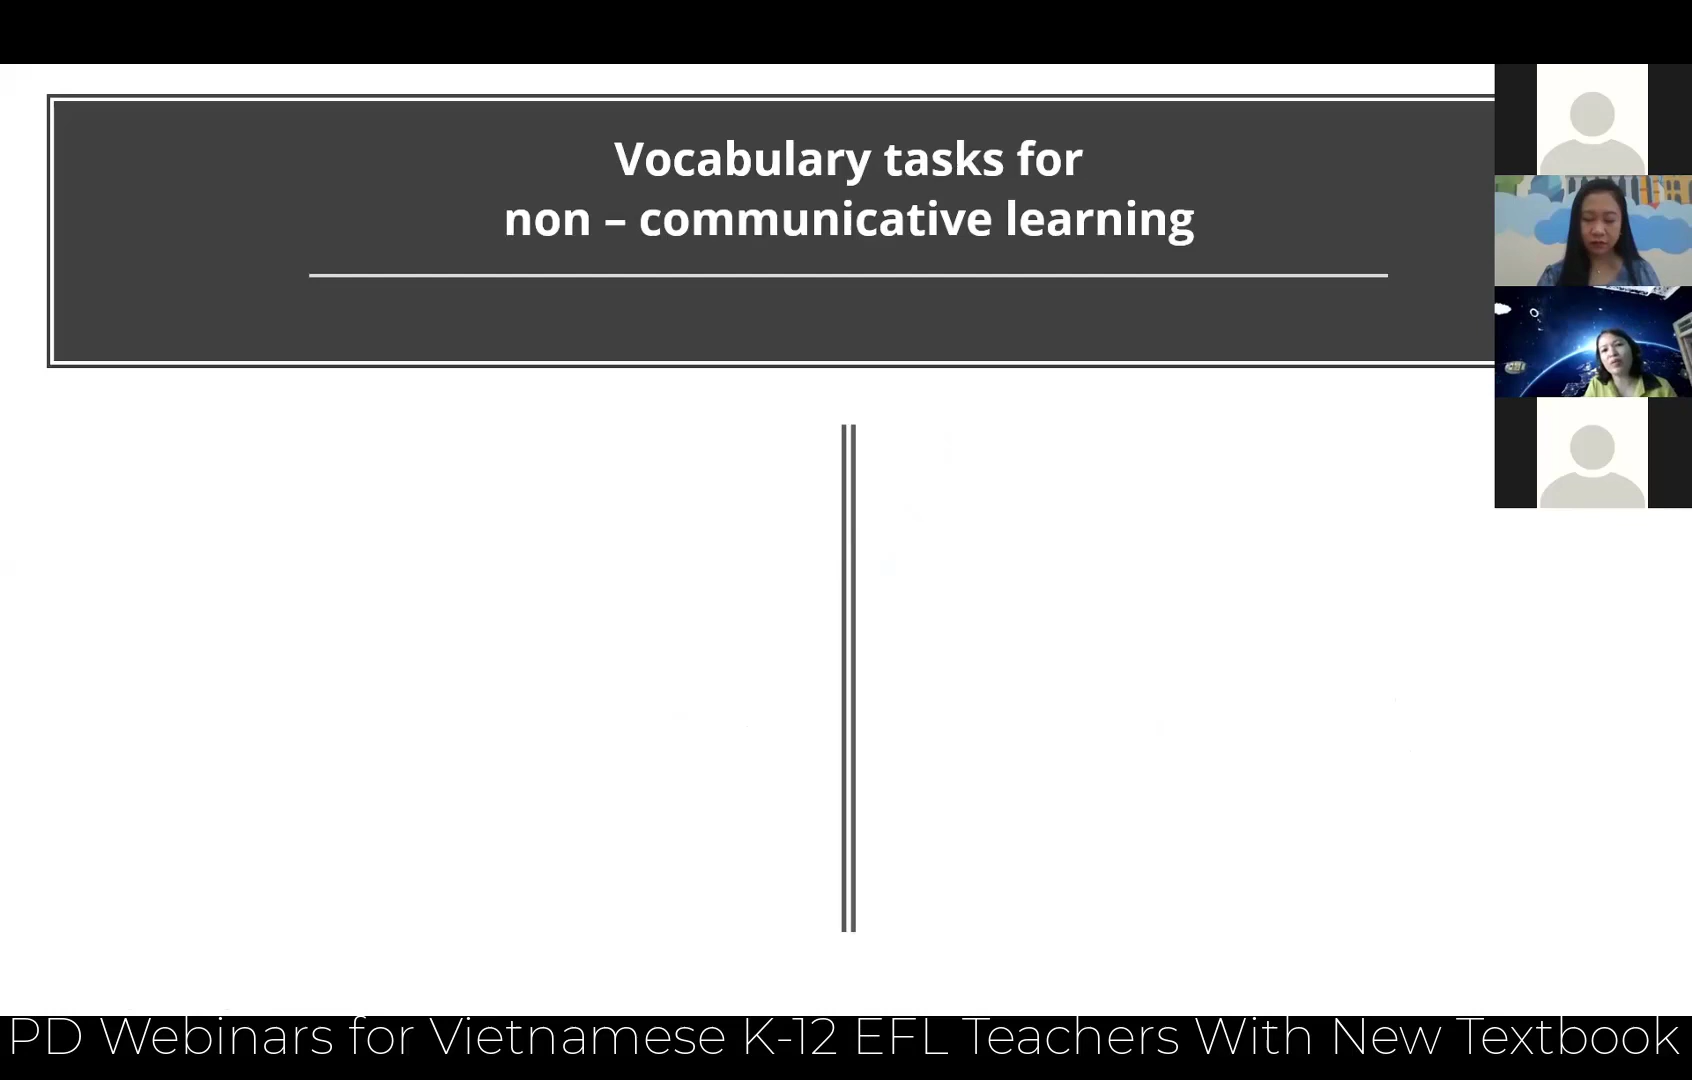 Vocabulary tasks for
non – communicative learning
PD Webinars for Vietnamese K-12 EFL Teachers With New Textbook